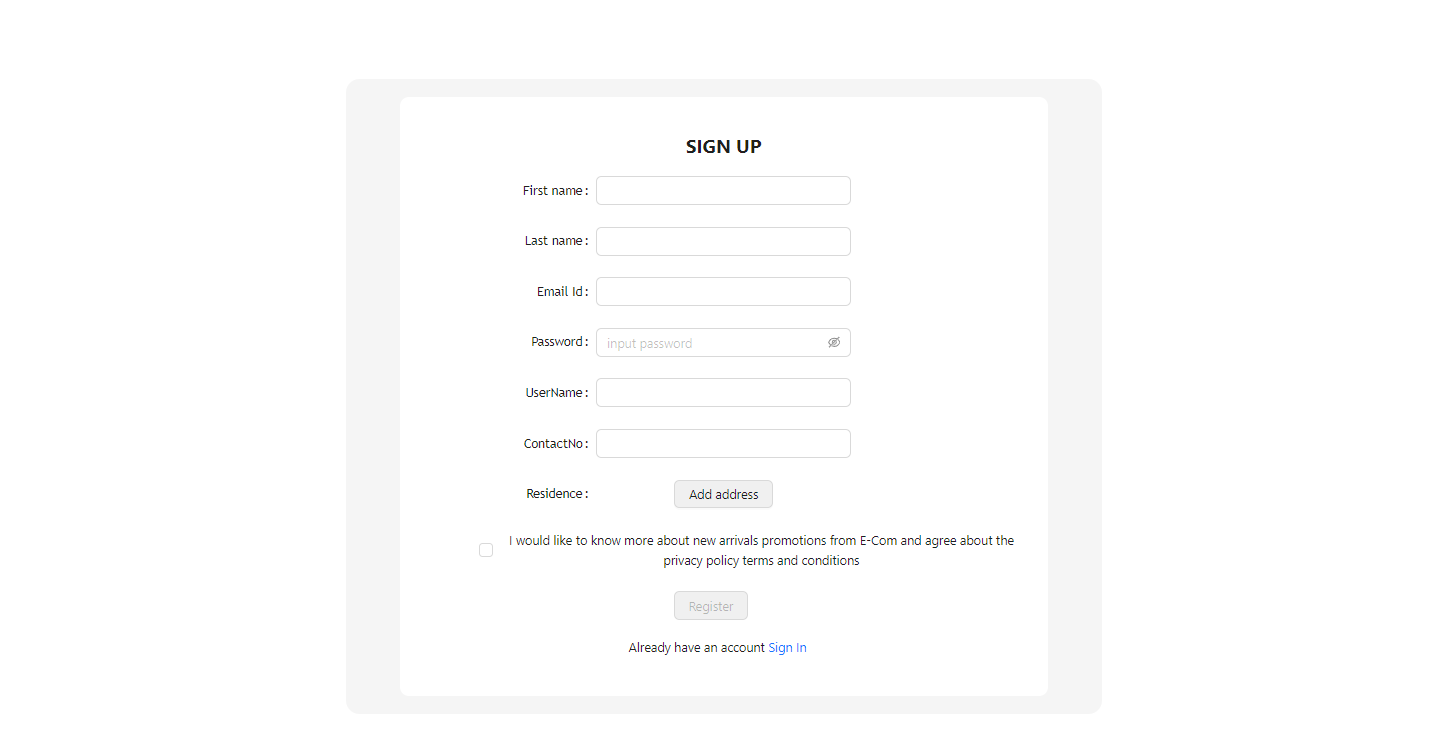 SIGN UP
First name:
Last name:
Email Id:
Password: input password
UserName:
ContactNo:
Residence: Add address
I would like to know more about new arrivals promotions from E-Com and agree about the
privacy policy terms and conditions
Register
Already have an account Sign In